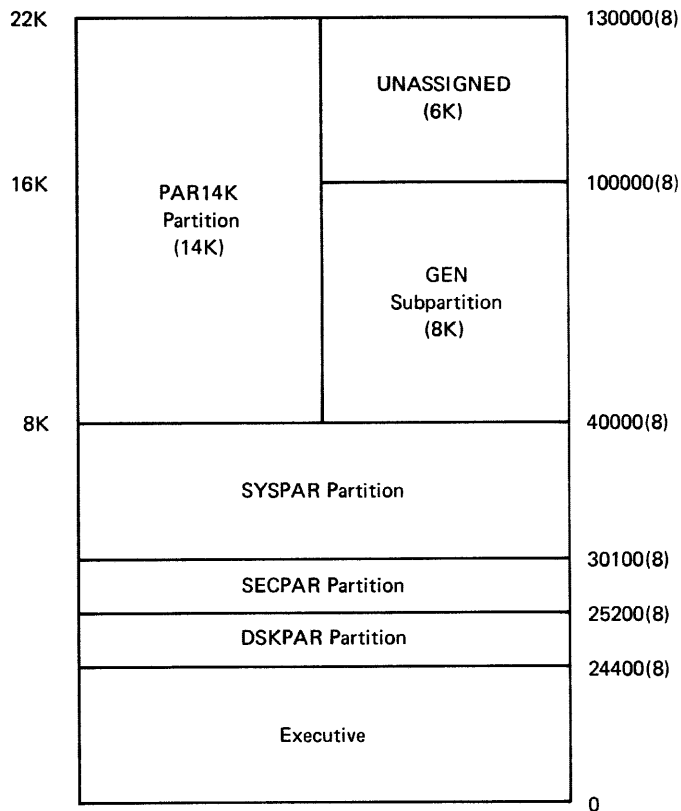 22K
130000(8)
UNASSIGNED
(6K)
16K
100000(8)
PAR14K
Partition
(14K)
GEN
Subpartition
(8K)
8K
40000(8)
SYSPAR Partition
30100(8)
SECPAR Partition
25200(8)
DSKPAR Partition
24400(8)
Executive
0